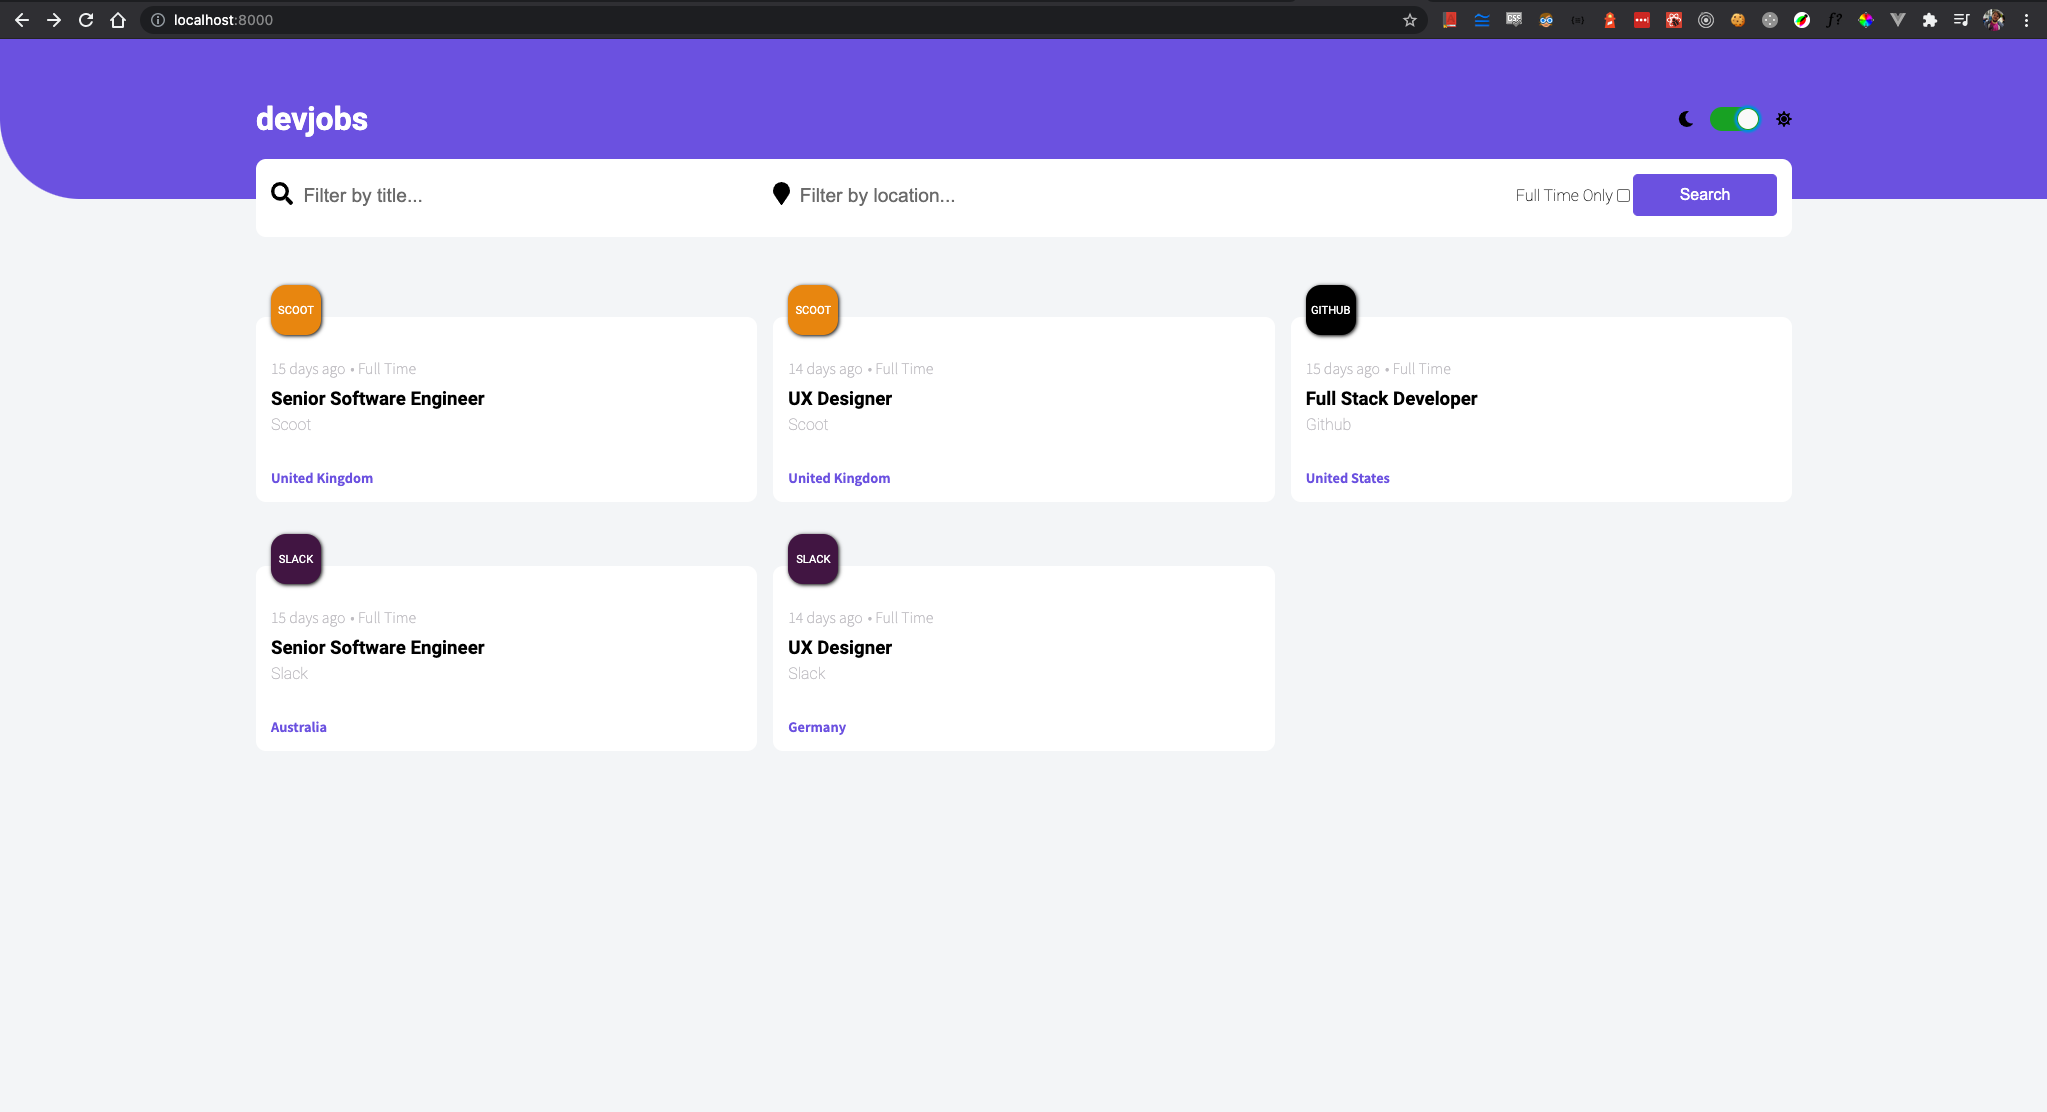 localhost:8000
devjobs
Filter by title...
Filter by location...
Full Time Only
Search
SCOOT
15 days ago • Full Time
Senior Software Engineer
Scoot
United Kingdom
SCOOT
14 days ago • Full Time
UX Designer
Scoot
United Kingdom
GITHUB
15 days ago • Full Time
Full Stack Developer
Github
United States
SLACK
15 days ago • Full Time
Senior Software Engineer
Slack
Australia
SLACK
14 days ago • Full Time
UX Designer
Slack
Germany